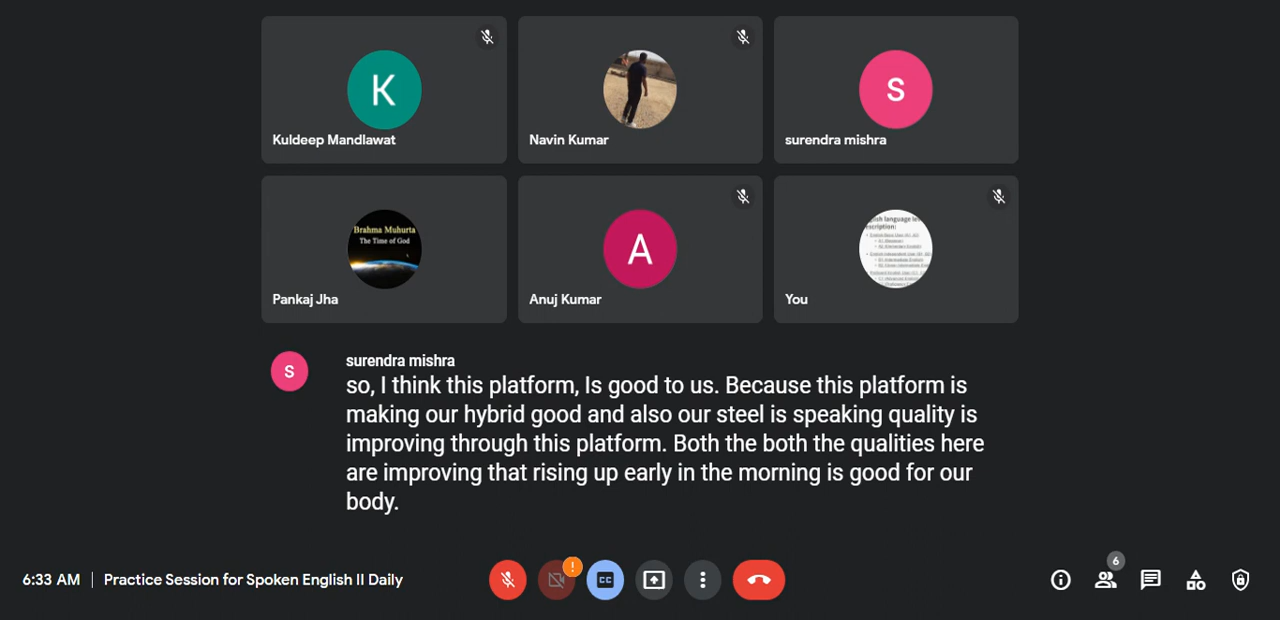 K
Kuldeep Mandlawat
Navin Kumar
S
surendra mishra
Brahma Muhurta
The Time of God
Pankaj Jha
A
Anuj Kumar
You
S
surendra mishra
so, I think this platform, Is good to us. Because this platform is
making our hybrid good and also our steel is speaking quality is
improving through this platform. Both the both the qualities here
are improving that rising up early in the morning is good for our
body.
6:33 AM | Practice Session for Spoken English II Daily
!
CC
6